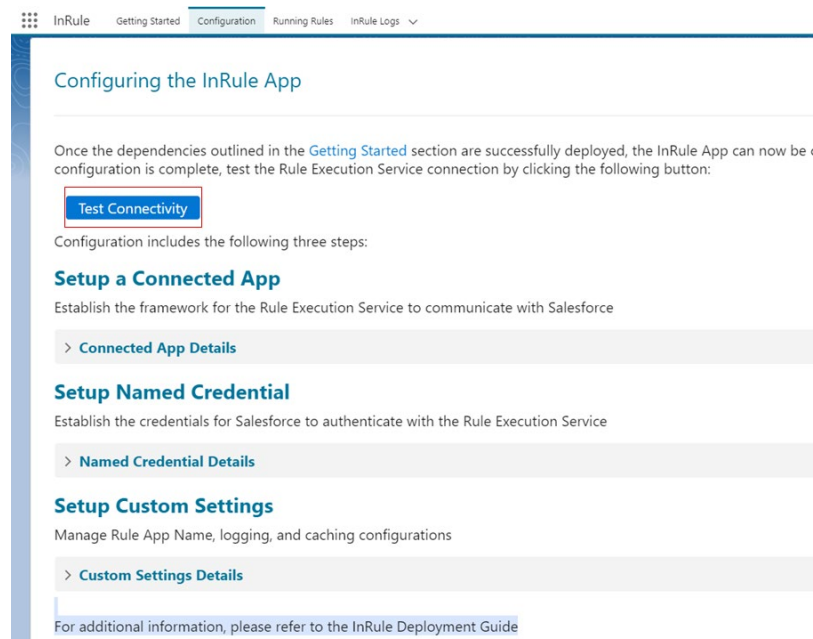 InRule Getting Started Configuration Running Rules InRule Logs
Configuring the InRule App
Once the dependencies outlined in the Getting Started section are successfully deployed, the InRule App can now be
configuration is complete, test the Rule Execution Service connection by clicking the following button:
Test Connectivity
Configuration includes the following three steps:
Setup a Connected App
Establish the framework for the Rule Execution Service to communicate with Salesforce
Connected App Details
Setup Named Credential
Establish the credentials for Salesforce to authenticate with the Rule Execution Service
Named Credential Details
Setup Custom Settings
Manage Rule App Name, logging, and caching configurations
Custom Settings Details
For additional information, please refer to the InRule Deployment Guide